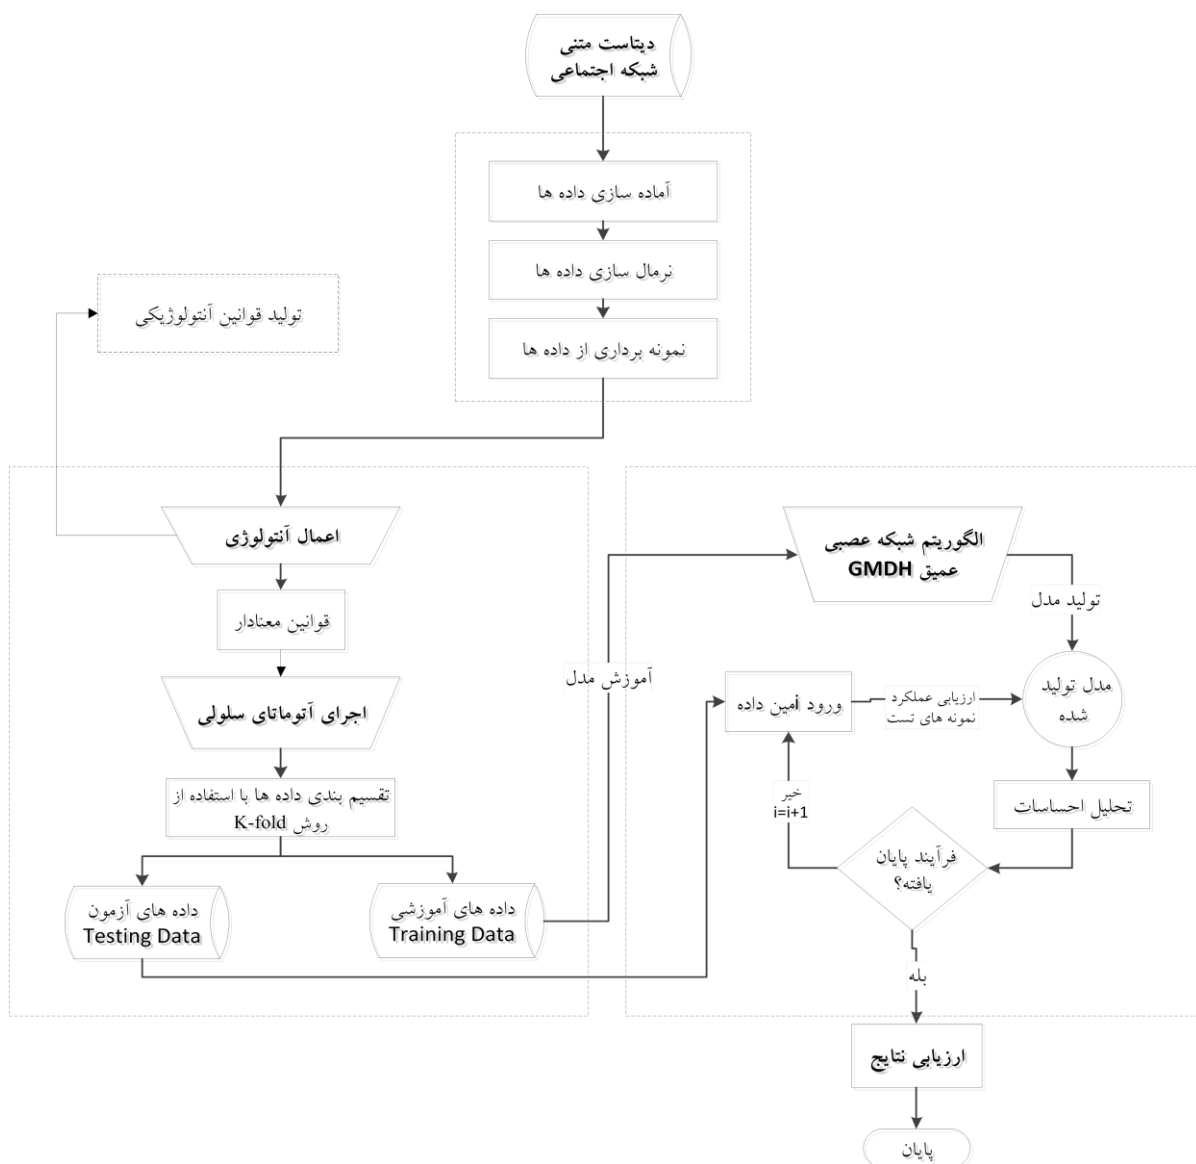 دیتاست متنی
شبکه اجتماعی
آماده سازی داده ها
نرمال سازی داده ها
نمونه برداری از داده ها
تولید قوانین آنتولوژیکی
اعمال آنتولوژی
قوانین معنادار
اجرای آتوماتای سلولی
تقسیم بندی داده ها با استفاده از
روش K-fold
داده های آزمون
Testing Data
داده های آموزشی
Training Data
آموزش مدل
الگوریتم شبکه عصبی
عمیق GMDH
تولید مدل
مدل تولید
شده
ورود iامین داده
ارزیابی عملکرد
نمونه های تست
تحلیل احساسات
فرآیند پایان
یافته؟
خیر
i=i+1
بله
ارزیابی نتایج
پایان